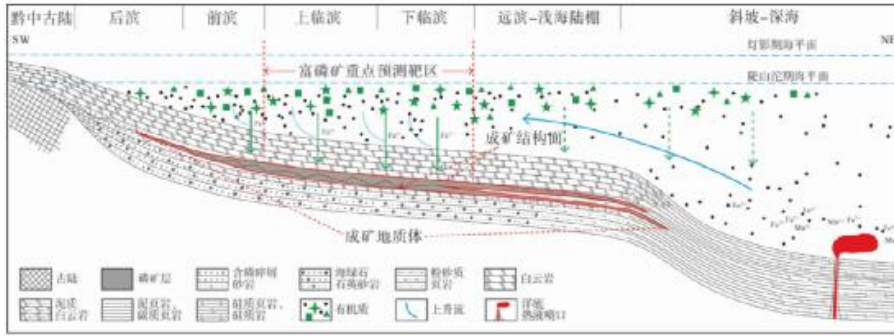 黔中古陆 后滨 前滨 上临滨 下临滨 远滨-浅海陆棚 斜坡-深海
SW NE
灯影期海平面
陡山沱期海平面
富磷矿重点预测靶区
成矿结构面
成矿地质体
古陆 磷矿层 含磷碎屑砂岩 海绿石石英砂岩 粉砂质页岩 白云岩
泥质白云岩 泥页岩、碳质页岩 硅质页岩、硅质岩 有机质 上升流 洋底热液喷口